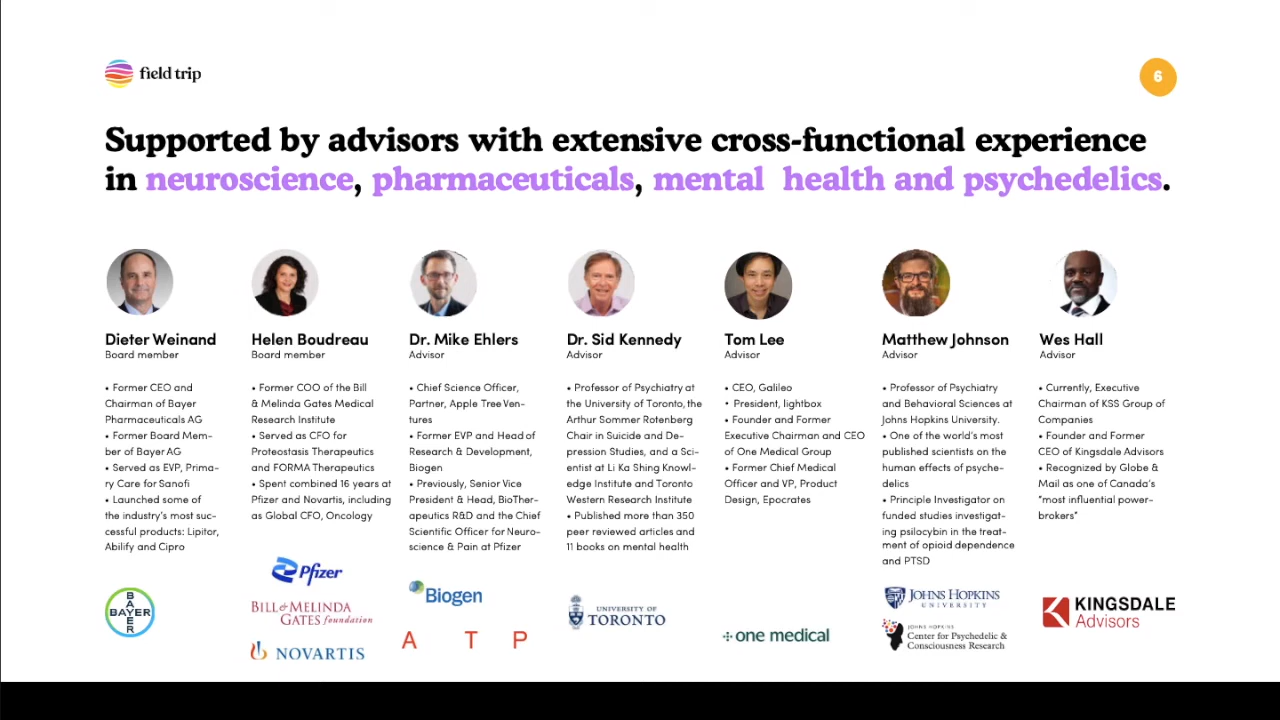 field trip
6
Supported by advisors with extensive cross-functional experience
in neuroscience, pharmaceuticals, mental health and psychedelics.
Dieter Weinand
Board member
• Former CEO and
Chairman of Bayer
Pharmaceuticals AG
• Former Board Mem-
ber of Bayer AG
• Served as EVP, Prima-
ry Care for Sanofi
• Launched some of
the industry's most suc-
cessful products: Lipitor,
Abilify and Cipro
BAYER
BAYER
Helen Boudreau
Board member
• Former COO of the Bill
& Melinda Gates Medical
Research Institute
• Served as CFO for
Proteostasis Therapeutics
and FORMA Therapeutics
• Spent combined 16 years at
Pfizer and Novartis, including
as Global CFO, Oncology
Pfizer
BILL & MELINDA
GATES foundation
NOVARTIS
Dr. Mike Ehlers
Advisor
• Chief Science Officer,
Partner, Apple Tree Ven-
tures
• Former EVP and Head of
Research & Development,
Biogen
• Previously, Senior Vice
President & Head, BioTher-
apeutics R&D and the Chief
Scientific Officer for Neuro-
science & Pain at Pfizer
Biogen
A T P
Dr. Sid Kennedy
Advisor
• Professor of Psychiatry at
the University of Toronto, the
Arthur Sommer Rotenberg
Chair in Suicide and De-
pression Studies, and a Sci-
entist at Li Ka Shing Knowl-
edge Institute and Toronto
Western Research Institute
• Published more than 350
peer reviewed articles and
11 books on mental health
UNIVERSITY OF
TORONTO
Tom Lee
Advisor
• CEO, Galileo
• President, lightbox
• Founder and Former
Executive Chairman and CEO
of One Medical Group
• Former Chief Medical
Officer and VP, Product
Design, Epocrates
one medical
Matthew Johnson
Advisor
• Professor of Psychiatry
and Behavioral Sciences at
Johns Hopkins University.
• One of the world's most
published scientists on the
human effects of psyche-
delics
• Principle Investigator on
funded studies investigat-
ing psilocybin in the treat-
ment of opioid dependence
and PTSD
JOHNS HOPKINS
UNIVERSITY
JOHNS HOPKINS
Center for Psychedelic &
Consciousness Research
Wes Hall
Advisor
• Currently, Executive
Chairman of KSS Group of
Companies
• Founder and Former
CEO of Kingsdale Advisors
• Recognized by Globe &
Mail as one of Canada's
"most influential power-
brokers"
KINGSDALE
Advisors